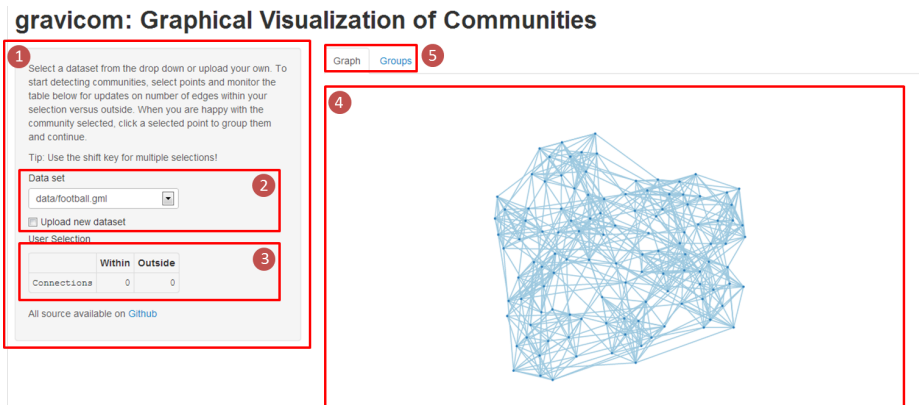 gravicom: Graphical Visualization of Communities
1
Select a dataset from the drop down or upload your own. To
start detecting communities, select points and monitor the
table below for updates on number of edges within your
selection versus outside. When you are happy with the
community selected, click a selected point to group them
and continue.
Tip: Use the shift key for multiple selections!
Data set
2
data/football.gml
Upload new dataset
User Selection
3
Within Outside
Connections 0 0
All source available on Github
Graph Groups
5
4